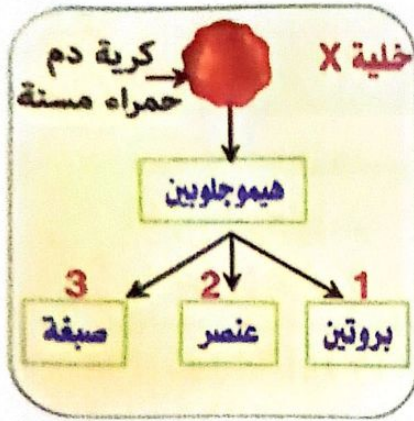 خلية X
كرية دم
حمراء مسنة
هيموجلوبين
1 2 3
بروتين عنصر صبغة